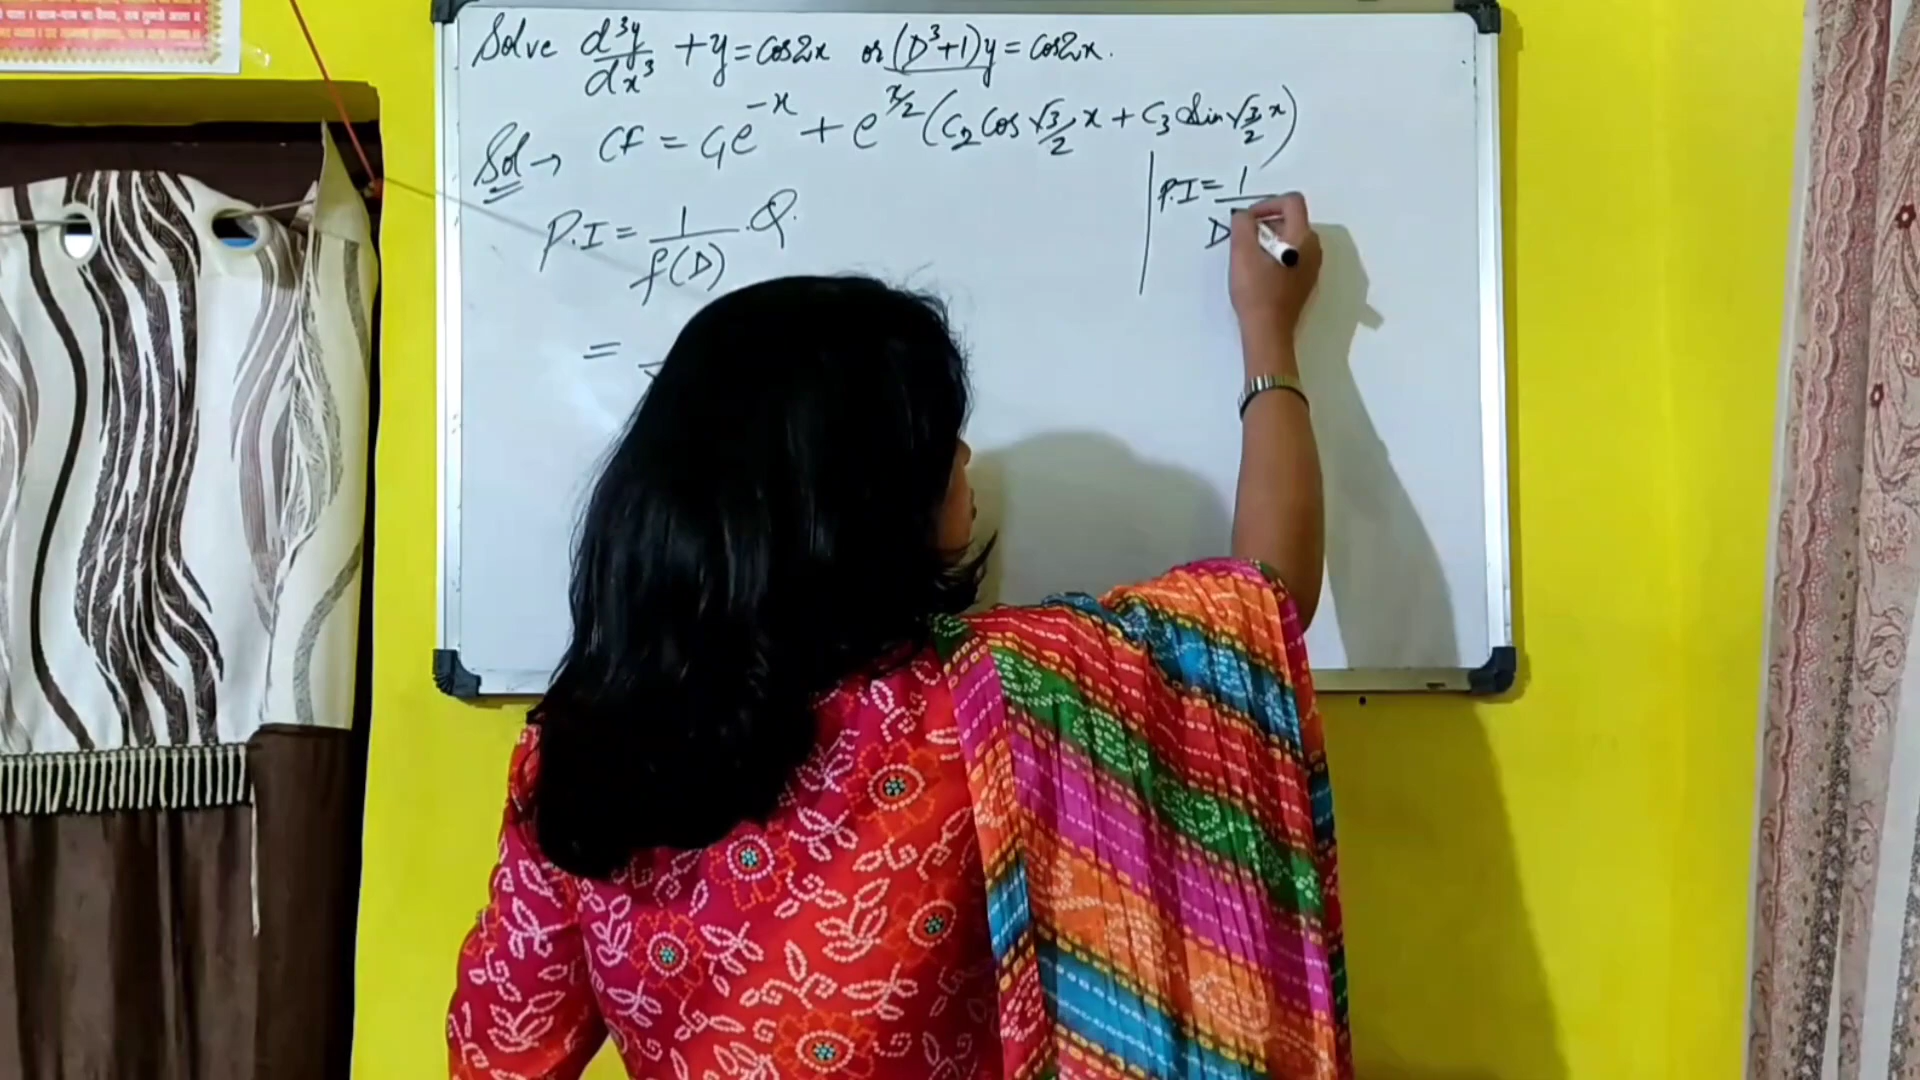 Solve d³y/dx³ + y = cos2x or (D³+1)y = cos2x.
Sol → CF = C₁e^-x + e^x/2 (C₂ cos √3/2 x + C₃ sin √3/2 x)
P.I = 1/f(D) . Q.
P.I = 1/D
=